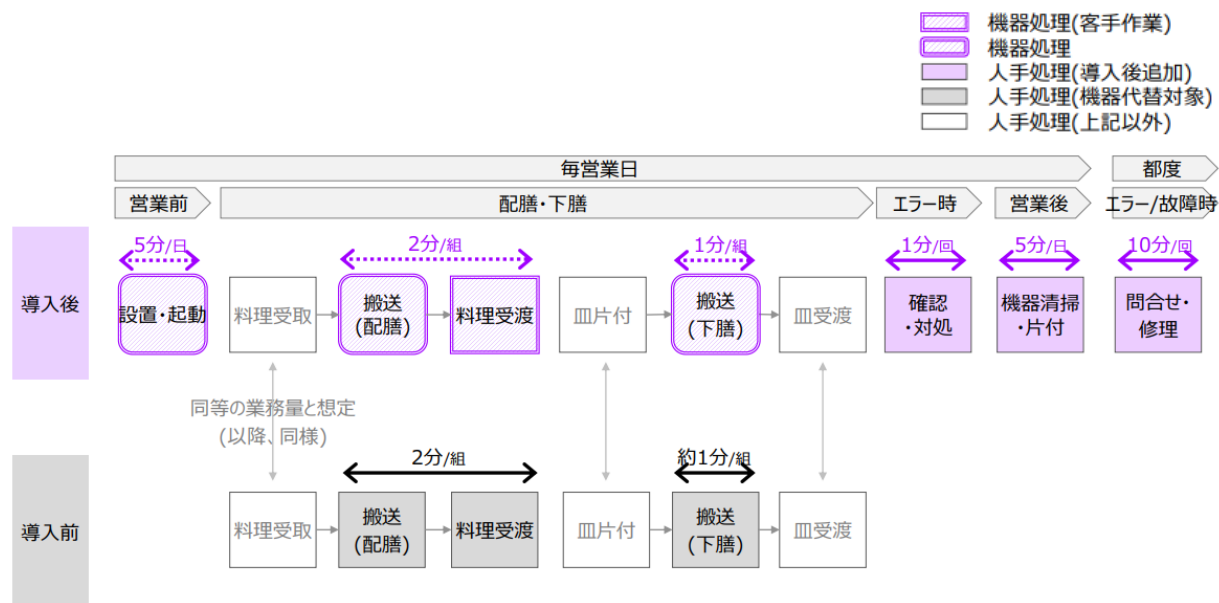 機器処理(客手作業)
機器処理
人手処理(導入後追加)
人手処理(機器代替対象)
人手処理(上記以外)
毎営業日
都度
営業前
配膳・下膳
エラー時
営業後
エラー/故障時
導入後
5分/日
2分/組
1分/組
1分/回
5分/日
10分/回
設置・起動
料理受取
搬送
(配膳)
料理受渡
皿片付
搬送
(下膳)
皿受渡
確認
・対処
機器清掃
・片付
問合せ・
修理
同等の業務量と想定
(以降、同様)
導入前
2分/組
約1分/組
料理受取
搬送
(配膳)
料理受渡
皿片付
搬送
(下膳)
皿受渡